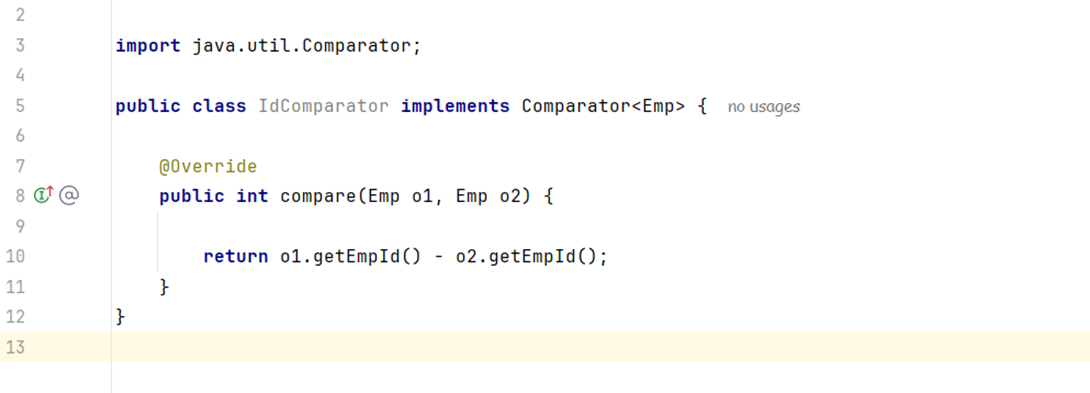 2
3 import java.util.Comparator;
4
5 public class IdComparator implements Comparator<Emp> { no usages
6
7 @Override
8 public int compare(Emp o1, Emp o2) {
9
10 return o1.getEmpId() - o2.getEmpId();
11 }
12 }
13